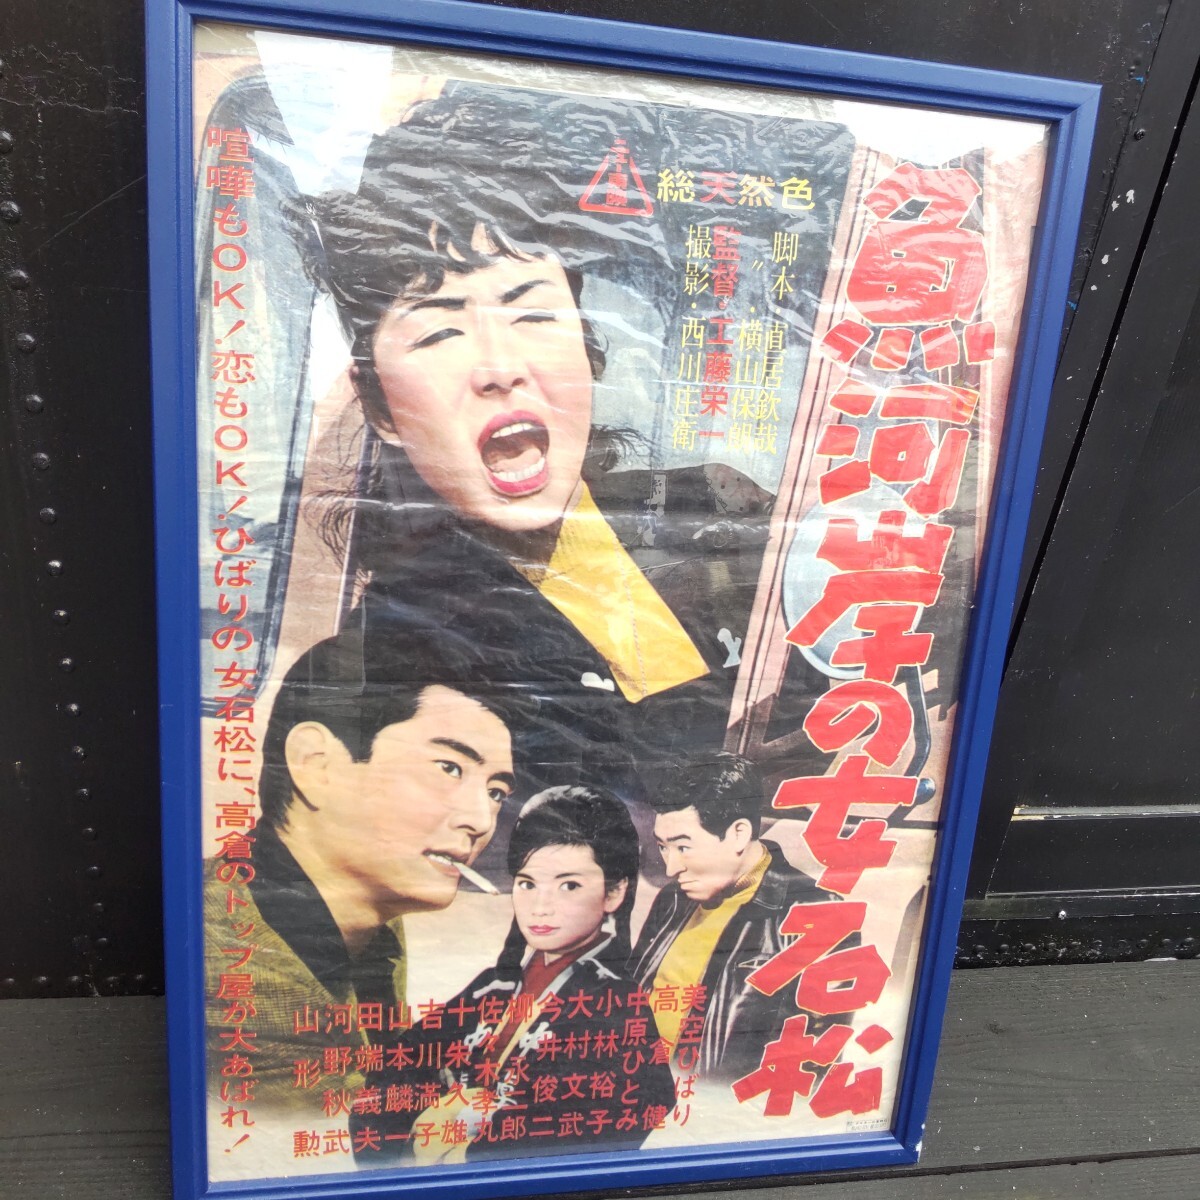 魚河岸の女石松
総天然色
ニュー東映
脚本・直居欽哉
〃・横山保朗
監督・工藤栄一
撮影・西川庄衛
喧嘩もOK!恋もOK!ひばりの女石松に、高倉のトップ屋が大あばれ!
美空ひばり
高倉健
中原ひとみ
小林裕子
大村文武
今井俊二
柳永二郎
佐々木孝丸
十朱久雄
吉川満子
山本麟一
田端義夫
河野秋武
山形勲